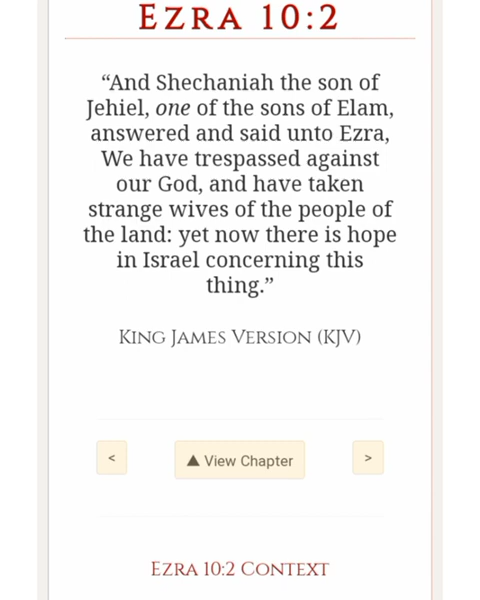 Ezra 10:2
“And Shechaniah the son of
Jehiel, one of the sons of Elam,
answered and said unto Ezra,
We have trespassed against
our God, and have taken
strange wives of the people of
the land: yet now there is hope
in Israel concerning this
thing.”
King James Version (KJV)
< ▲ View Chapter >
Ezra 10:2 Context